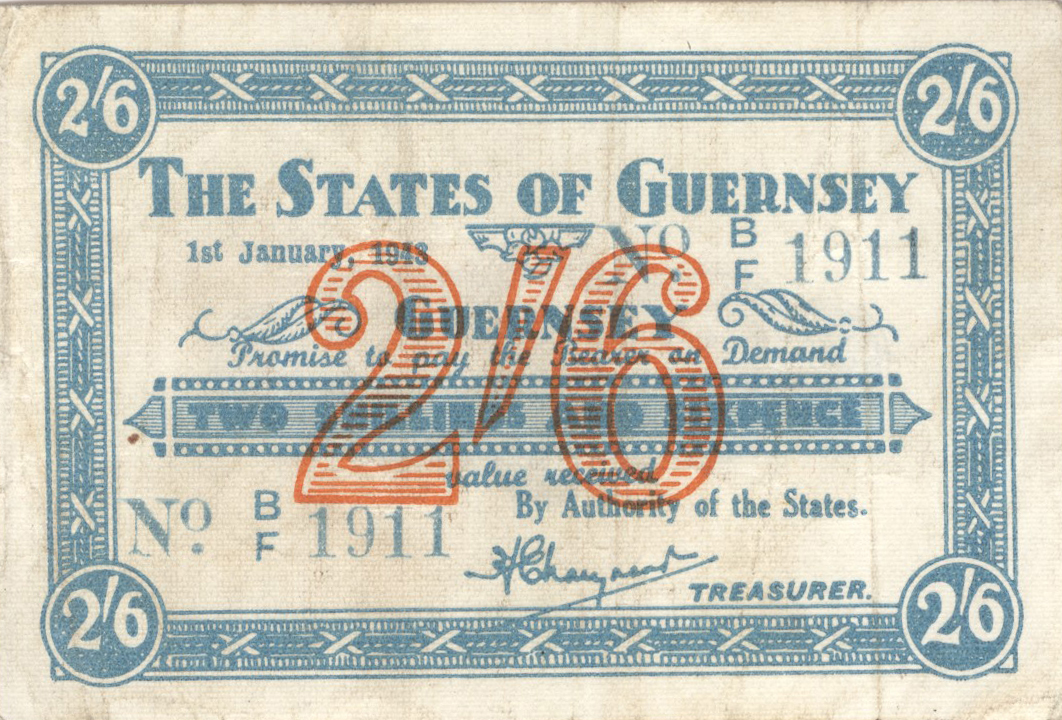 2/6 2/6
THE STATES OF GUERNSEY
1st January, 1943
No. B/F 1911
2/6
GUERNSEY
Promise to pay the Bearer on Demand
TWO SHILLINGS AND SIXPENCE
value received
By Authority of the States.
No. B/F 1911
TREASURER.
2/6 2/6